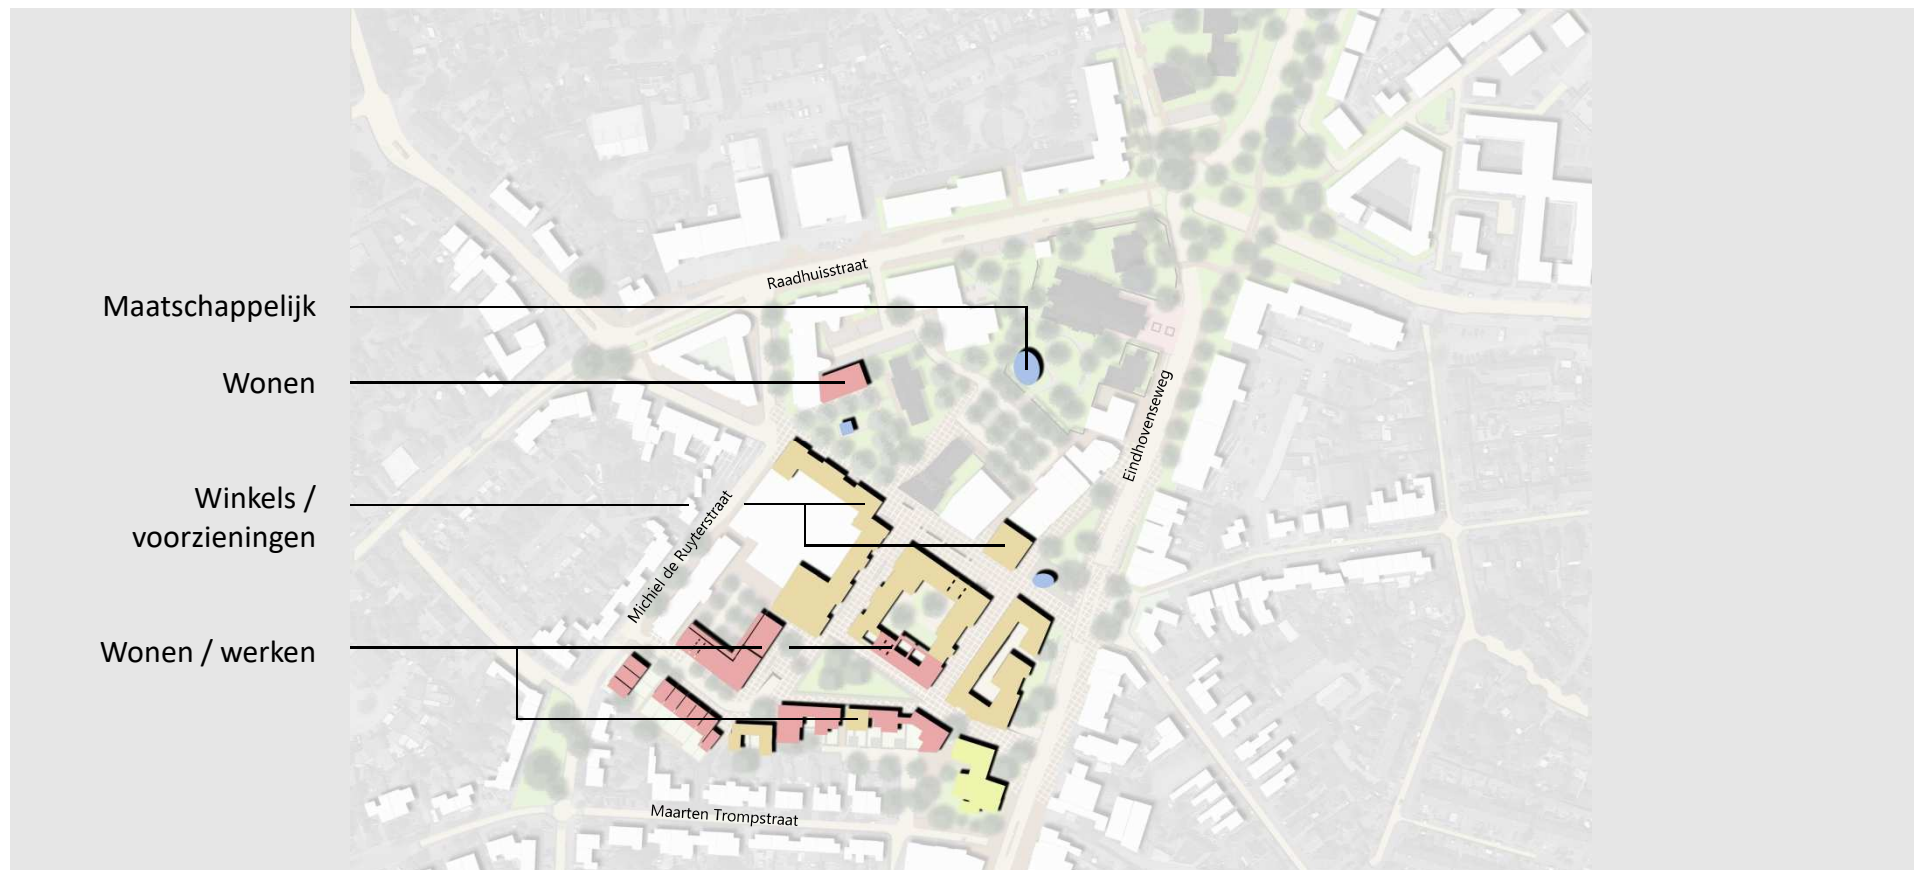 Raadhuisstraat
Maatschappelijk
Wonen
Eindhovenseweg
Winkels /
voorzieningen
Michiel de Ruyterstraat
Wonen / werken
Maarten Trompstraat